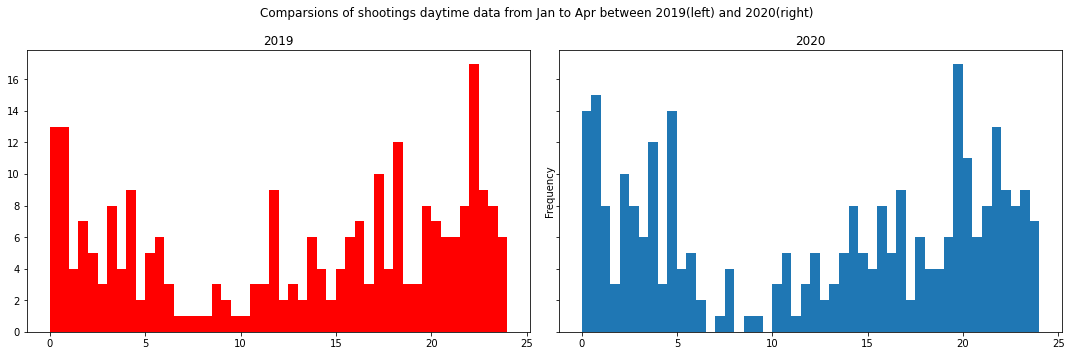 Comparsions of shootings daytime data from Jan to Apr between 2019(left) and 2020(right)
2019
2020
16
14
12
10
8
6
4
2
0
Frequency
0 5 10 15 20 25
0 5 10 15 20 25